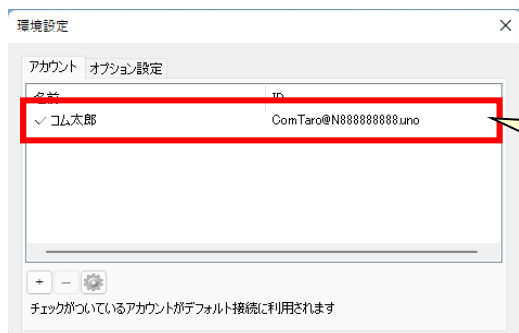 環境設定
アカウント オプション設定
名前 ID
コム太郎 ComTaro@N888888888.uno
チェックがついているアカウントがデフォルト接続に利用されます